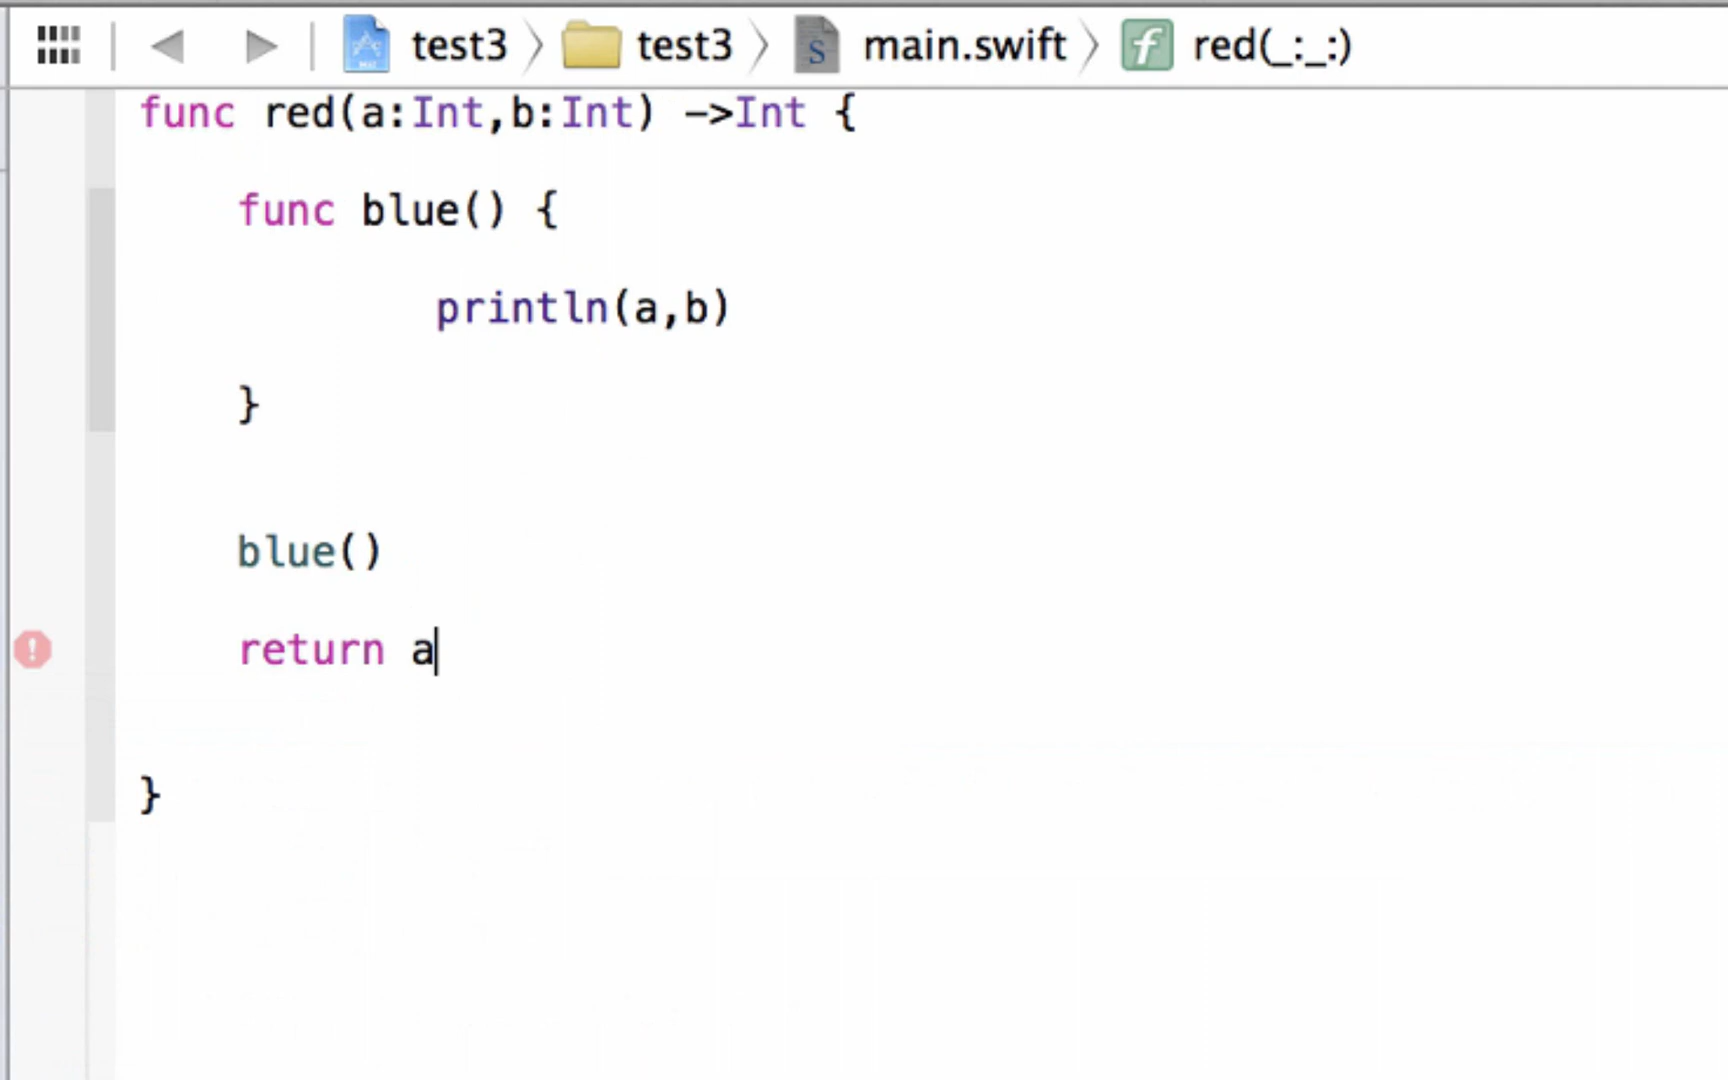 test3 test3 main.swift red(_:_:)
func red(a:Int,b:Int) ->Int {
func blue() {
println(a,b)
}
blue()
return a
}